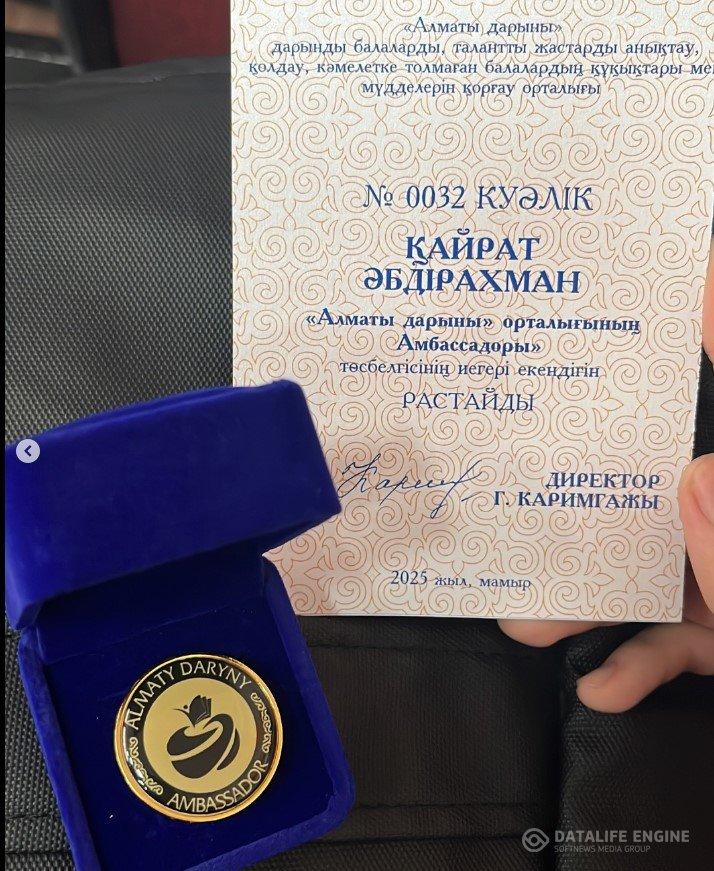 «Алматы дарыны»
дарынды балаларды, талантты жастарды анықтау,
қолдау, кәмелетке толмаған балалардың құқықтары ме
мүдделерін қорғау орталығы
№ 0032 КУӘЛІК
ҚАЙРАТ
ӘБДІРАХМАН
«Алматы дарыны» орталығының
Амбассадоры»
төсбелгісінің иегері екендігін
РАСТАЙДЫ
ДИРЕКТОР
Г. КАРИМГАЖЫ
2025 жыл, мамыр
ALMATY DARYNY
AMBASSADOR
DATALIFE ENGINE
SOFTNEWS MEDIA GROUP